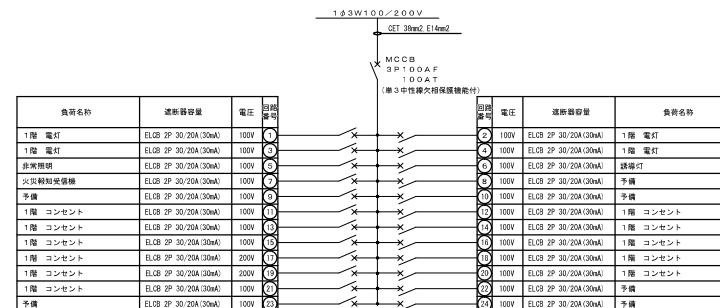 1φ3W100/200V
CET 38mm2, E14mm2
MCCB
3P100AF
100AT
(単3中性線欠相保護機能付)
負荷名称 遮断器容量 電圧 回路番号 回路番号 電圧 遮断器容量 負荷名称
1階 電灯 ELCB 2P 30/20A(30mA) 100V 1 2 100V ELCB 2P 30/20A(30mA) 1階 電灯
1階 電灯 ELCB 2P 30/20A(30mA) 100V 3 4 100V ELCB 2P 30/20A(30mA) 1階 電灯
非常照明 ELCB 2P 30/20A(30mA) 100V 5 6 100V ELCB 2P 30/20A(30mA) 誘導灯
火災報知受信機 ELCB 2P 30/20A(30mA) 100V 7 8 100V ELCB 2P 30/20A(30mA) 予備
予備 ELCB 2P 30/20A(30mA) 100V 9 10 100V ELCB 2P 30/20A(30mA) 予備
1階 コンセント ELCB 2P 30/20A(30mA) 100V 11 12 100V ELCB 2P 30/20A(30mA) 1階 コンセント
1階 コンセント ELCB 2P 30/20A(30mA) 100V 13 14 100V ELCB 2P 30/20A(30mA) 1階 コンセント
1階 コンセント ELCB 2P 30/20A(30mA) 100V 15 16 100V ELCB 2P 30/20A(30mA) 1階 コンセント
1階 コンセント ELCB 2P 30/20A(30mA) 200V 17 18 100V ELCB 2P 30/20A(30mA) 1階 コンセント
1階 コンセント ELCB 2P 30/20A(30mA) 200V 19 20 100V ELCB 2P 30/20A(30mA) 1階 コンセント
1階 コンセント ELCB 2P 30/20A(30mA) 100V 21 22 100V ELCB 2P 30/20A(30mA) 予備
予備 ELCB 2P 30/20A(30mA) 100V 23 24 100V ELCB 2P 30/20A(30mA) 予備